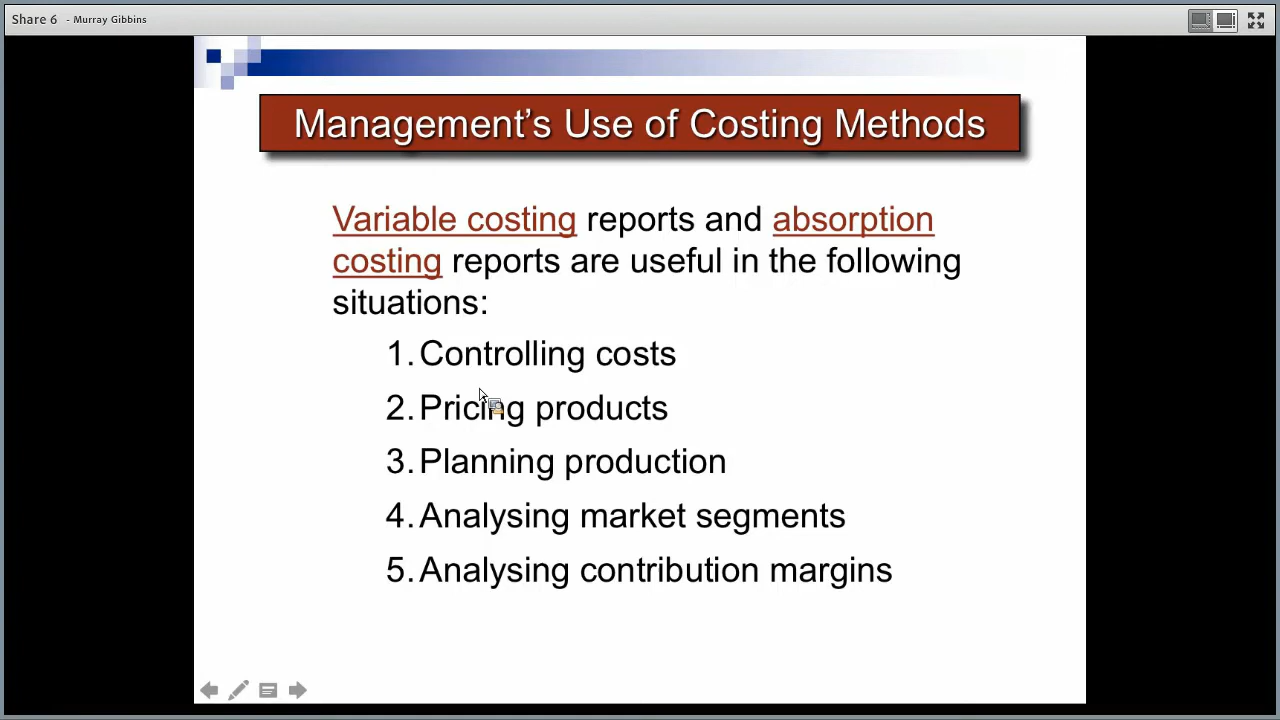 Share 6 - Murray Gibbins
Management’s Use of Costing Methods
Variable costing reports and absorption
costing reports are useful in the following
situations:
1. Controlling costs
2. Pricing products
3. Planning production
4. Analysing market segments
5. Analysing contribution margins